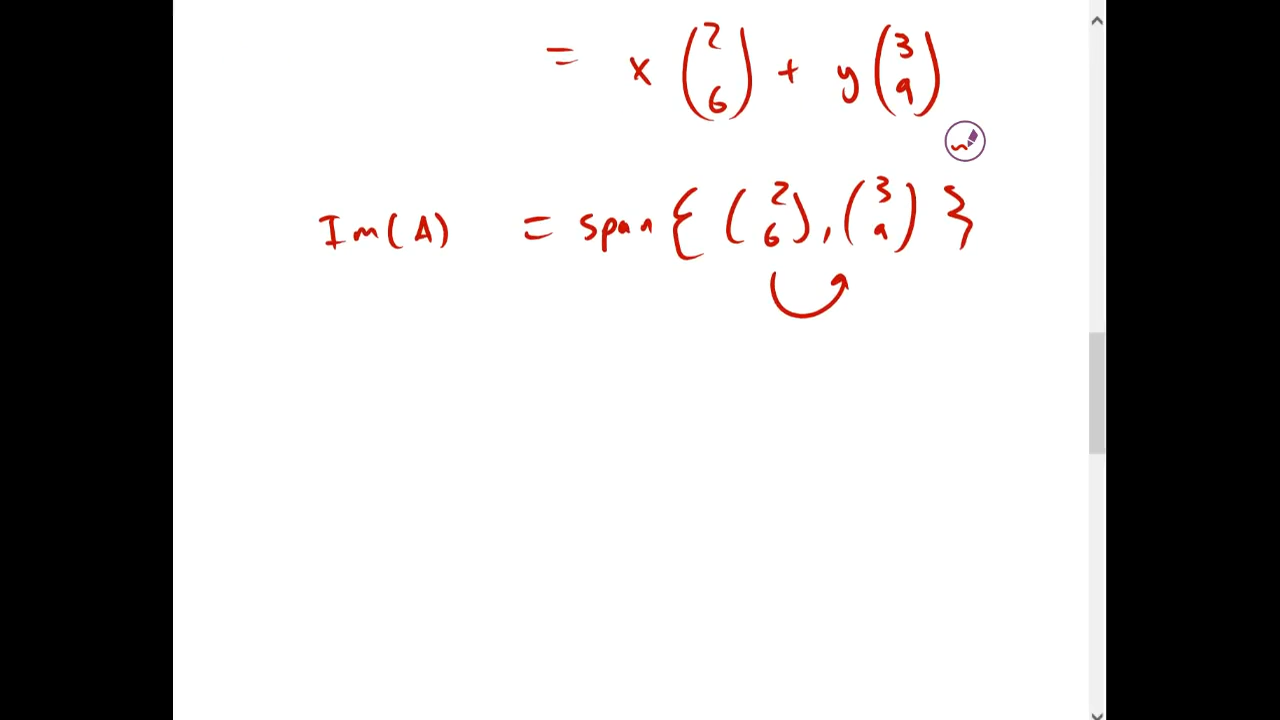 = x (2 6) + y (3 9)
Im(A) = span { (2 6), (3 9) }